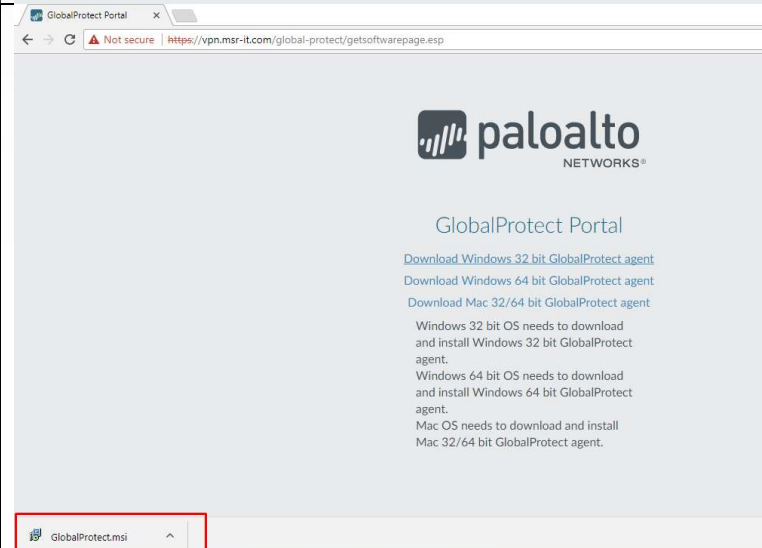 GlobalProtect Portal
Not secure | https://vpn.msr-it.com/global-protect/getsoftwarepage.esp
paloalto
NETWORKS®
GlobalProtect Portal
Download Windows 32 bit GlobalProtect agent
Download Windows 64 bit GlobalProtect agent
Download Mac 32/64 bit GlobalProtect agent
Windows 32 bit OS needs to download
and install Windows 32 bit GlobalProtect
agent.
Windows 64 bit OS needs to download
and install Windows 64 bit GlobalProtect
agent.
Mac OS needs to download and install
Mac 32/64 bit GlobalProtect agent.
GlobalProtect.msi